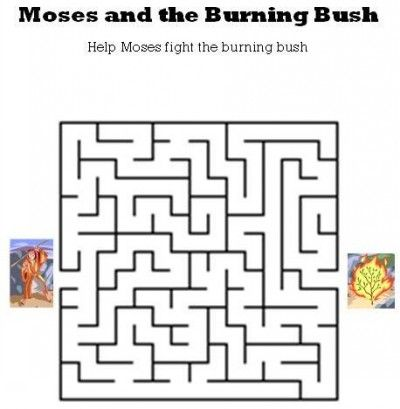 Moses and the Burning Bush
Help Moses fight the burning bush